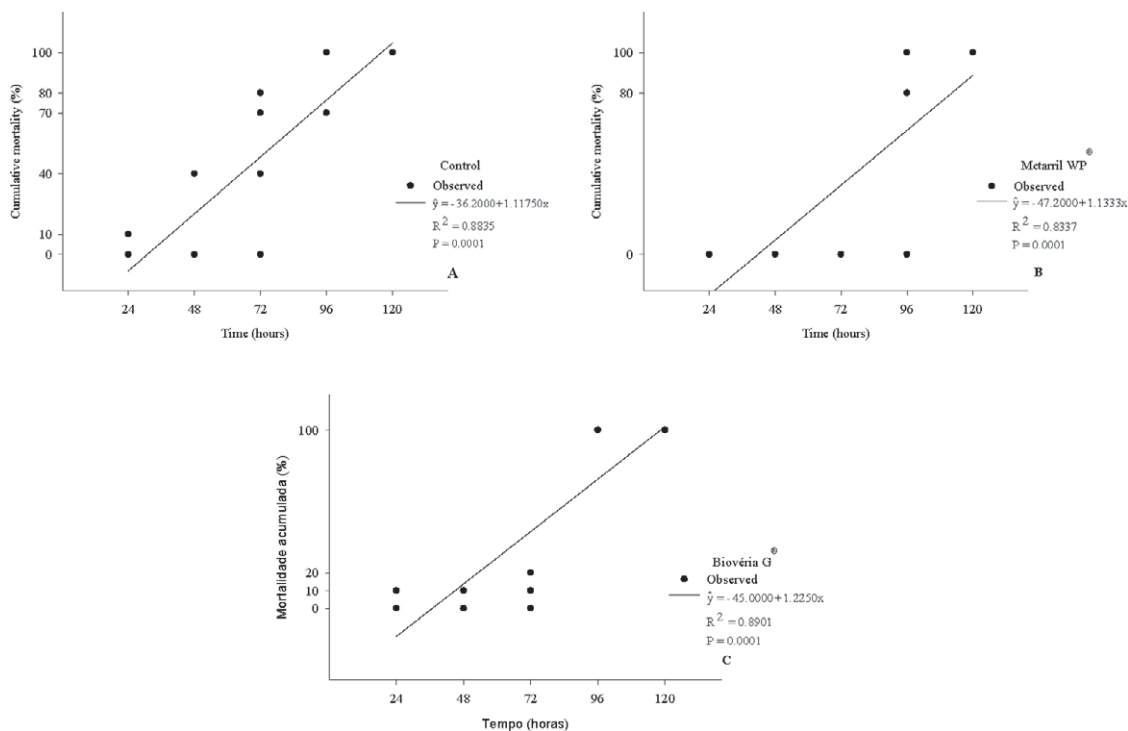 100
80
70
40
10
0
Cumulative mortality (%)
Control
Observed
ŷ = -36.2000+1.11750x
R² = 0.8835
P = 0.0001
A
24 48 72 96 120
Time (hours)
100
80
0
Cumulative mortality (%)
Metarril WP®
Observed
ŷ = -47.2000+1.1333x
R² = 0.8337
P = 0.0001
B
24 48 72 96 120
Time (hours)
100
20
10
0
Mortalidade acumulada (%)
Biovéria G®
Observed
ŷ = -45.0000+1.2250x
R² = 0.8901
P = 0.0001
C
24 48 72 96 120
Tempo (horas)